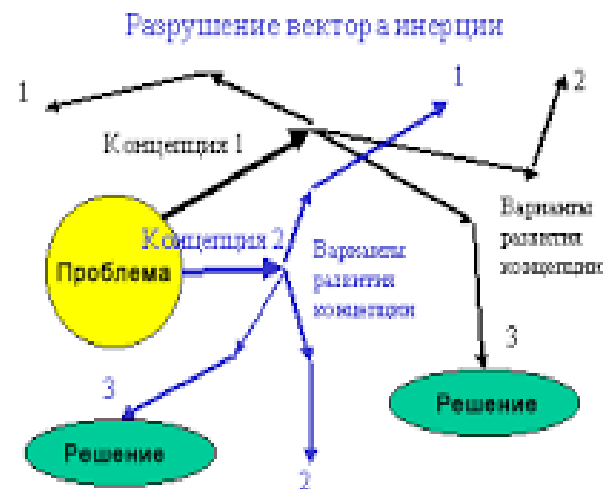 Разрушение вектора инерции
1
1
2
Концепция 1
Варианты
развития
концепции
Концепция 2
Проблема
Варианты
развития
концепции
3
3
Решение
Решение
2